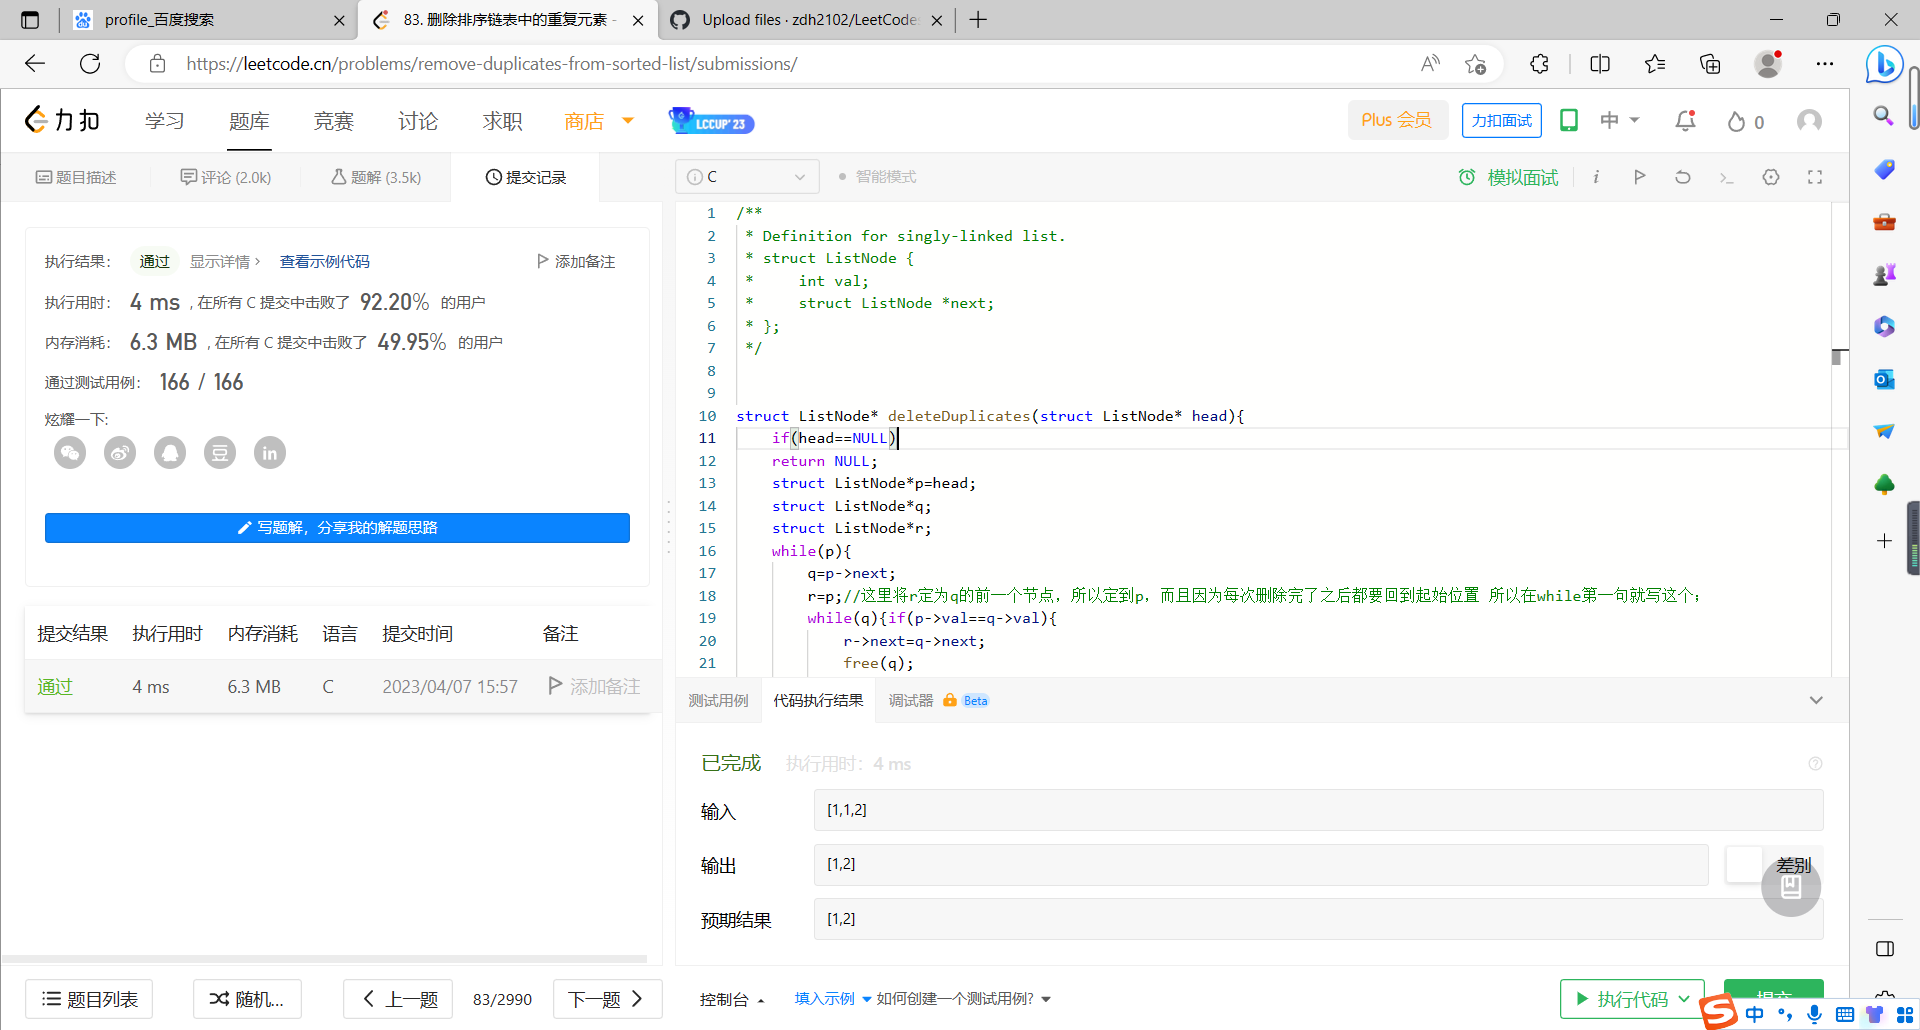 profile_百度搜索
83. 删除排序链表中的重复元素 -
Upload files · zdh2102/LeetCode
https://leetcode.cn/problems/remove-duplicates-from-sorted-list/submissions/
力扣
学习
题库
竞赛
讨论
求职
商店
LCCUP' 23
Plus 会员
力扣面试
中
0
题目描述
评论 (2.0k)
题解 (3.5k)
提交记录
C
智能模式
模拟面试
执行结果：
通过
显示详情 >
查看示例代码
添加备注
执行用时：
4 ms , 在所有 C 提交中击败了 92.20% 的用户
内存消耗：
6.3 MB , 在所有 C 提交中击败了 49.95% 的用户
通过测试用例：
166 / 166
炫耀一下:
豆
in
写题解，分享我的解题思路
提交结果 执行用时 内存消耗 语言 提交时间 备注
通过 4 ms 6.3 MB C 2023/04/07 15:57 添加备注
1 /**
2 * Definition for singly-linked list.
3 * struct ListNode {
4 *     int val;
5 *     struct ListNode *next;
6 * };
7 */
8
9
10 struct ListNode* deleteDuplicates(struct ListNode* head){
11     if(head==NULL)
12     return NULL;
13     struct ListNode*p=head;
14     struct ListNode*q;
15     struct ListNode*r;
16     while(p){
17         q=p->next;
18         r=p;//这里将r定为q的前一个节点，所以定到p，而且因为每次删除完了之后都要回到起始位置 所以在while第一句就写这个；
19         while(q){if(p->val==q->val){
20             r->next=q->next;
21             free(q);
测试用例
代码执行结果
调试器
Beta
已完成
执行用时：4 ms
输入
[1,1,2]
输出
[1,2]
差别
预期结果
[1,2]
题目列表
随机...
上一题
83/2990
下一题
控制台
填入示例
如何创建一个测试用例?
执行代码
中